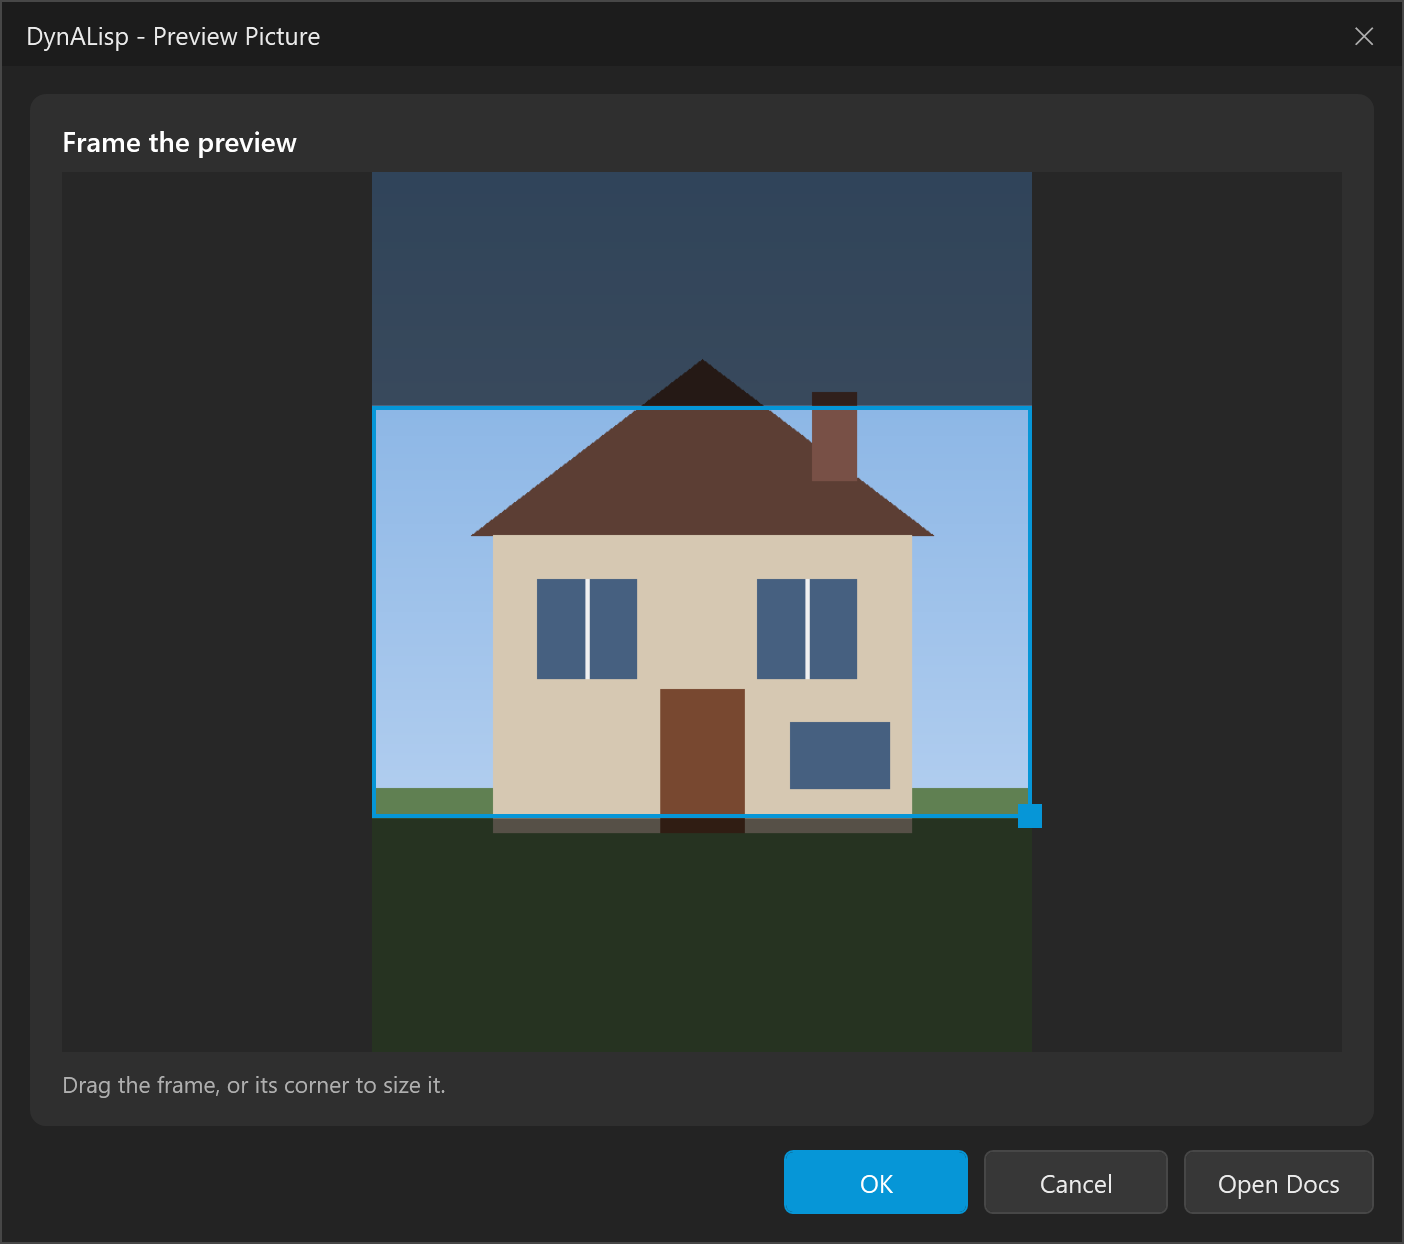 DynALisp - Preview Picture
Frame the preview
Drag the frame, or its corner to size it.
OK
Cancel
Open Docs